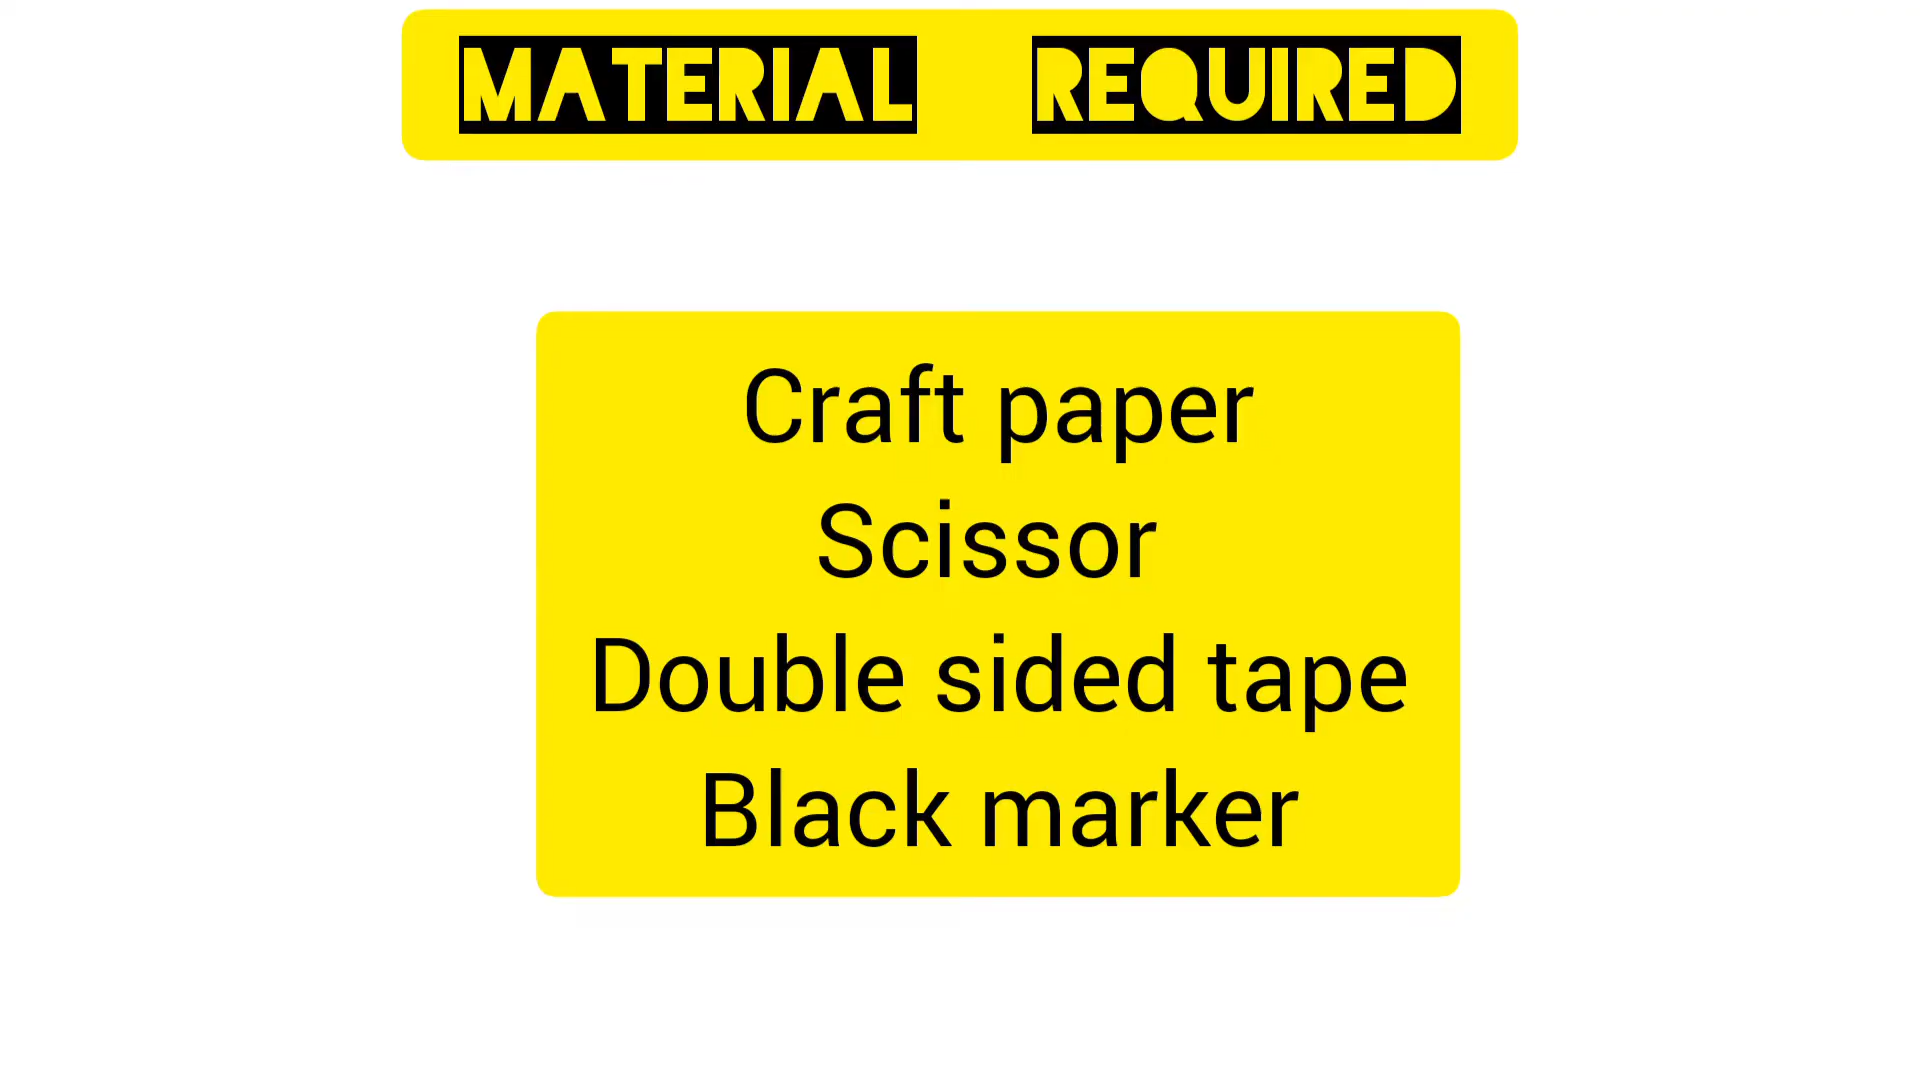 MATERIAL REQUIRED
Craft paper
Scissor
Double sided tape
Black marker